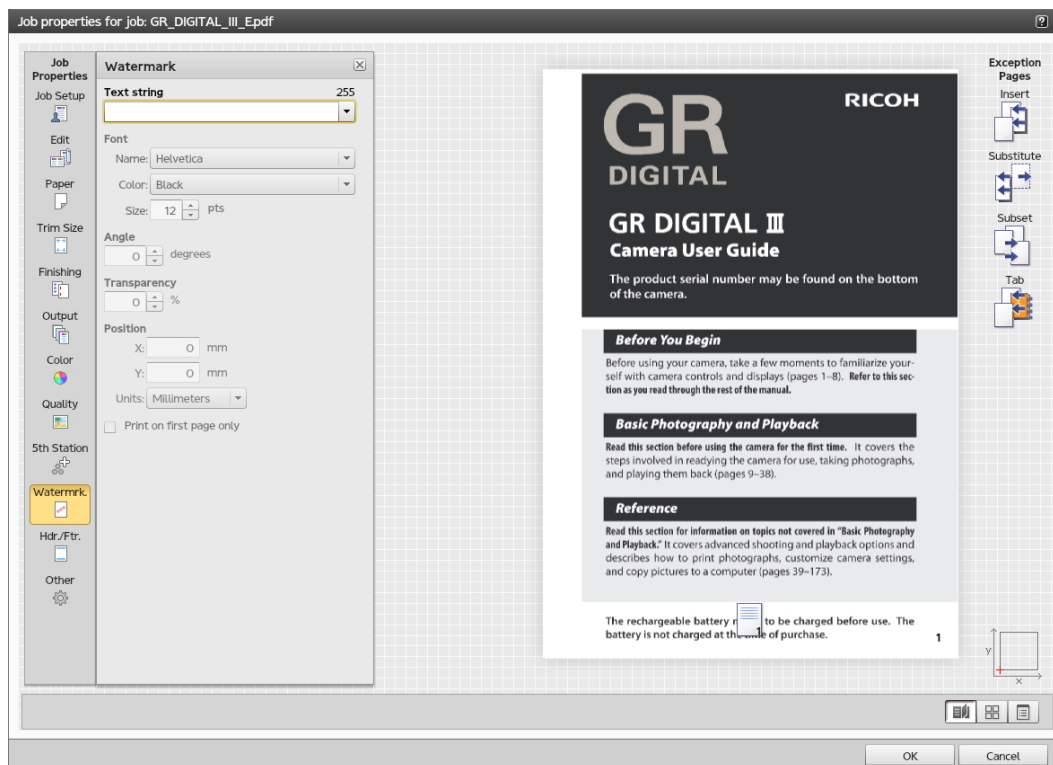 Job properties for job: GR_DIGITAL_III_E.pdf
?
Job
Properties
Job Setup
Edit
Paper
Trim Size
Finishing
Output
Color
Quality
5th Station
Watermrk.
Hdr./Ftr.
Other
Watermark
Text string 255
Font
Name: Helvetica
Color: Black
Size: 12 pts
Angle
0 degrees
Transparency
0 %
Position
X: 0 mm
Y: 0 mm
Units: Millimeters
Print on first page only
RICOH
GR
DIGITAL
GR DIGITAL III
Camera User Guide
The product serial number may be found on the bottom
of the camera.
Before You Begin
Before using your camera, take a few moments to familiarize your-
self with camera controls and displays (pages 1–8). Refer to this sec-
tion as you read through the rest of the manual.
Basic Photography and Playback
Read this section before using the camera for the first time. It covers the
steps involved in readying the camera for use, taking photographs,
and playing them back (pages 9–38).
Reference
Read this section for information on topics not covered in "Basic Photography
and Playback." It covers advanced shooting and playback options and
describes how to print photographs, customize camera settings,
and copy pictures to a computer (pages 39–173).
The rechargeable battery to be charged before use. The
battery is not charged at the time of purchase.
1
1
Exception
Pages
Insert
Substitute
Subset
Tab
y
x
OK Cancel